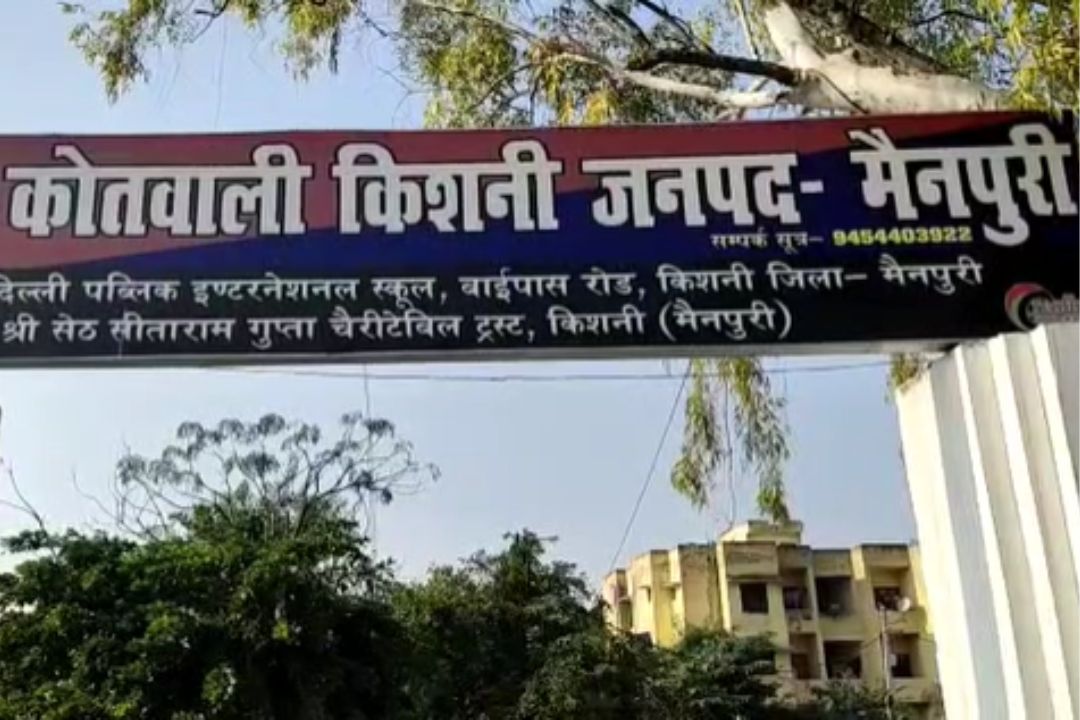 कोतवाली किशनी जनपद- मैनपुरी
सम्पर्क सूत्र- 9454403922
देल्ली पब्लिक इण्टरनेशनल स्कूल, बाईपास रोड, किशनी जिला- मैनपुरी
श्री सेठ सीताराम गुप्ता चैरीटेबिल ट्रस्ट, किशनी (मैनपुरी)